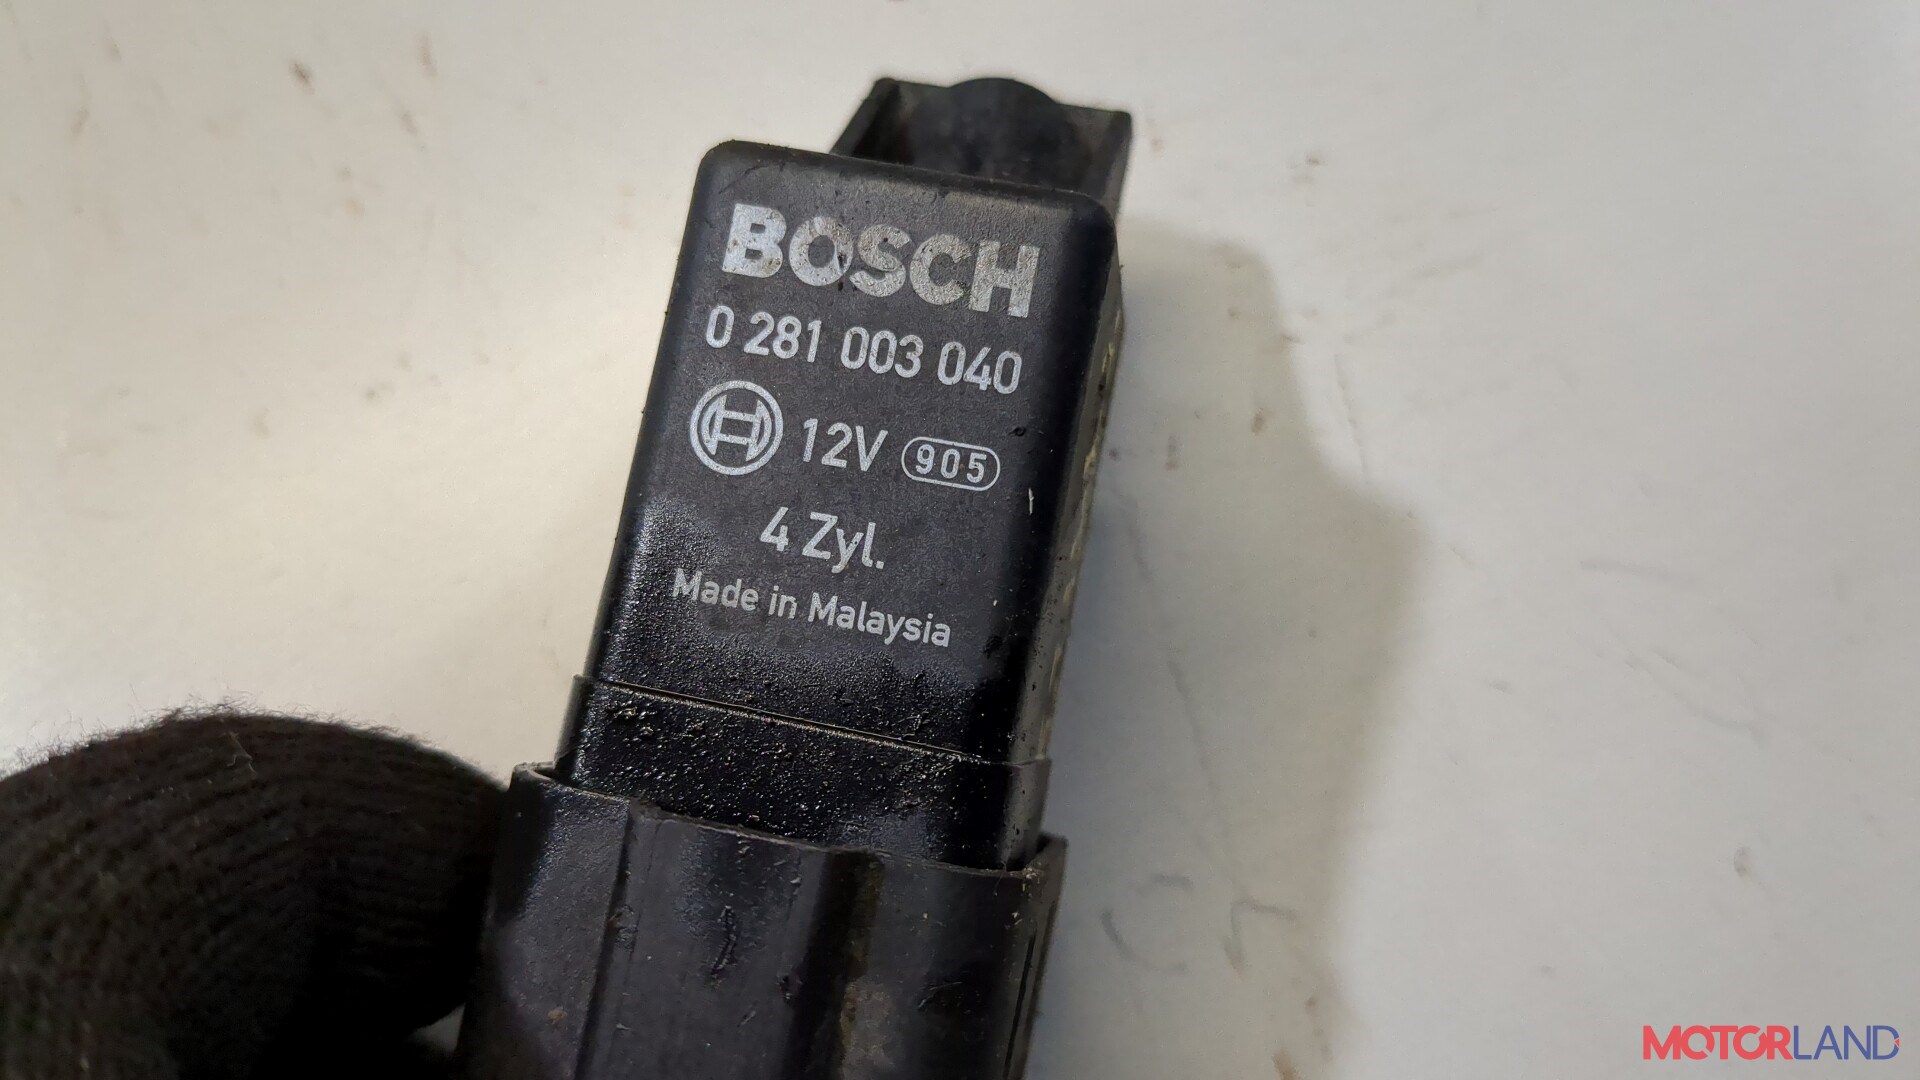 BOSCH
0 281 003 040
12V 905
4 Zyl.
Made in Malaysia
MOTORLAND